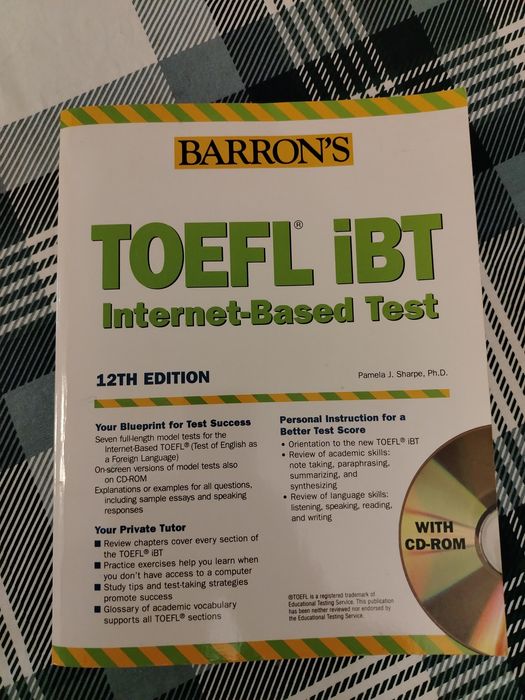 BARRON'S
TOEFL® iBT
Internet-Based Test
12TH EDITION
Pamela J. Sharpe, Ph.D.
Your Blueprint for Test Success
Seven full-length model tests for the
Internet-Based TOEFL® (Test of English as
a Foreign Language)
On-screen versions of model tests also
on CD-ROM
Explanations or examples for all questions,
including sample essays and speaking
responses
Your Private Tutor
■ Review chapters cover every section of
the TOEFL® iBT
■ Practice exercises help you learn when
you don't have access to a computer
■ Study tips and test-taking strategies
promote success
■ Glossary of academic vocabulary
supports all TOEFL® sections
Personal Instruction for a
Better Test Score
• Orientation to the new TOEFL® iBT
• Review of academic skills:
note taking, paraphrasing,
summarizing, and
synthesizing
• Review of language skills:
listening, speaking, reading,
and writing
WITH
CD-ROM
®TOEFL is a registered trademark of
Educational Testing Service. This publication
has been neither reviewed nor endorsed by
the Educational Testing Service.